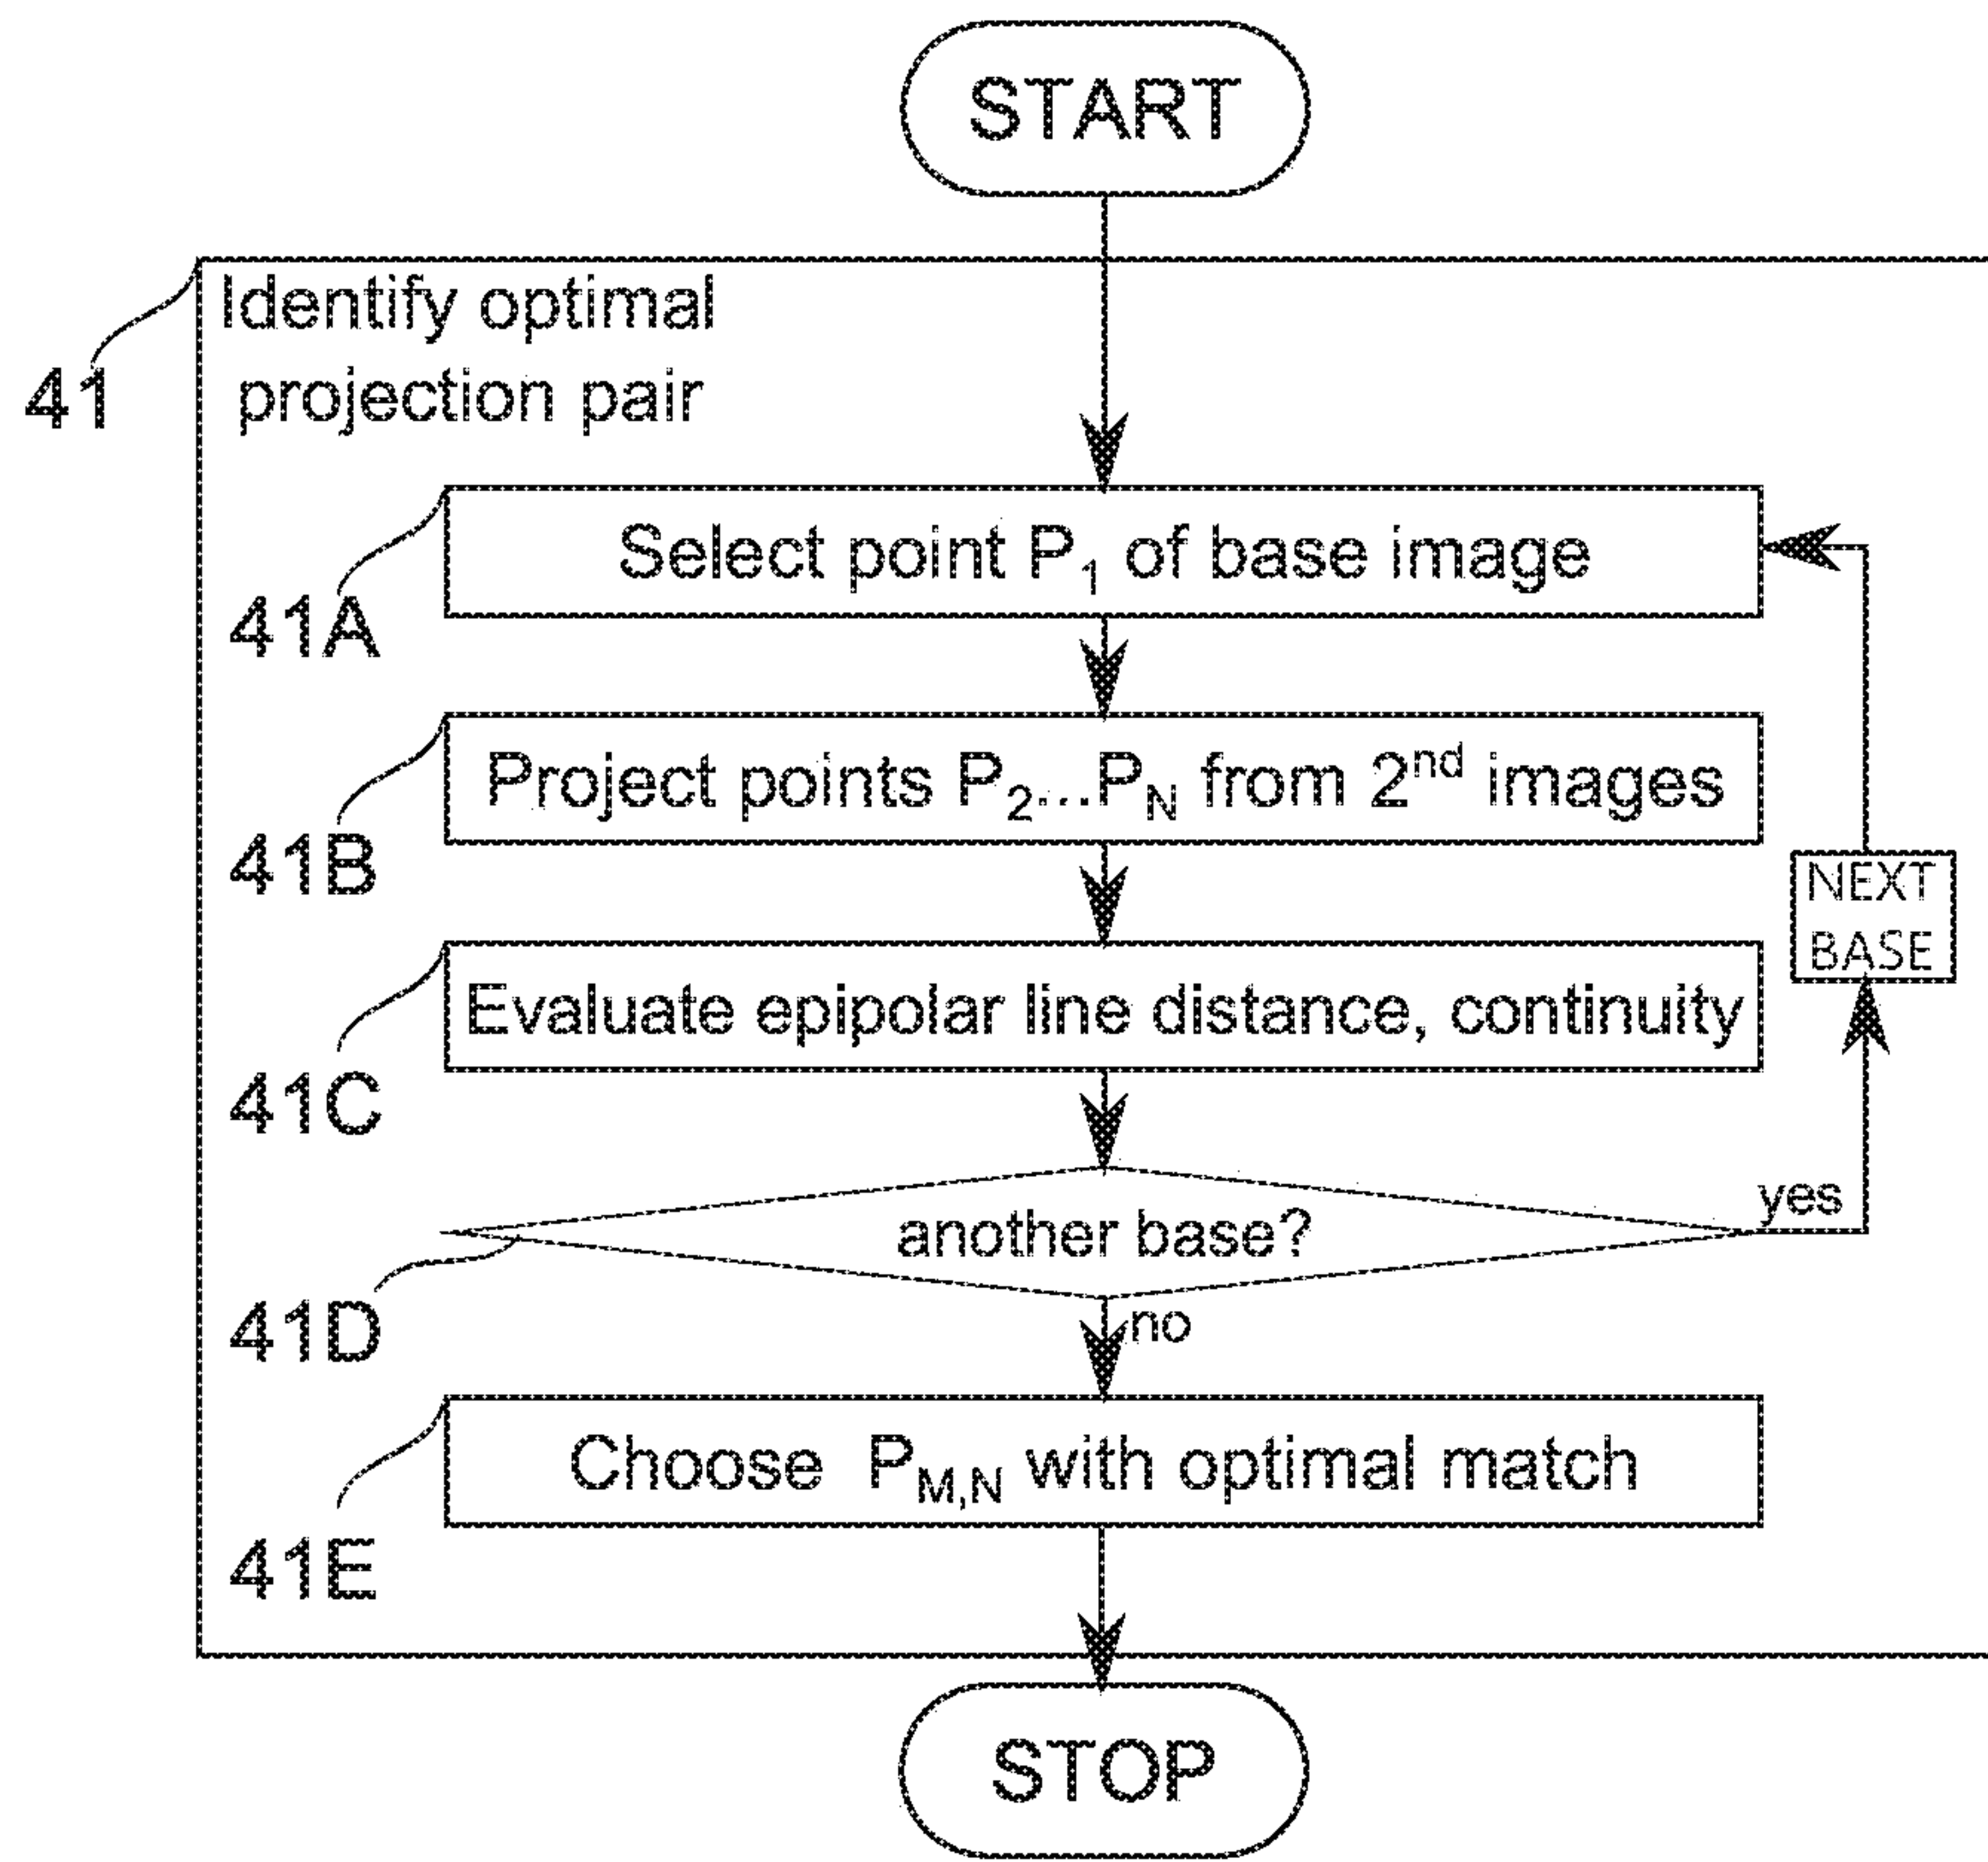 START
Identify optimal
projection pair
41
Select point P₁ of base image
41A
Project points P₂...P_N from 2ⁿᵈ images
41B
NEXT
BASE
Evaluate epipolar line distance, continuity
41C
yes
another base?
41D
no
Choose P_M,N with optimal match
41E
STOP